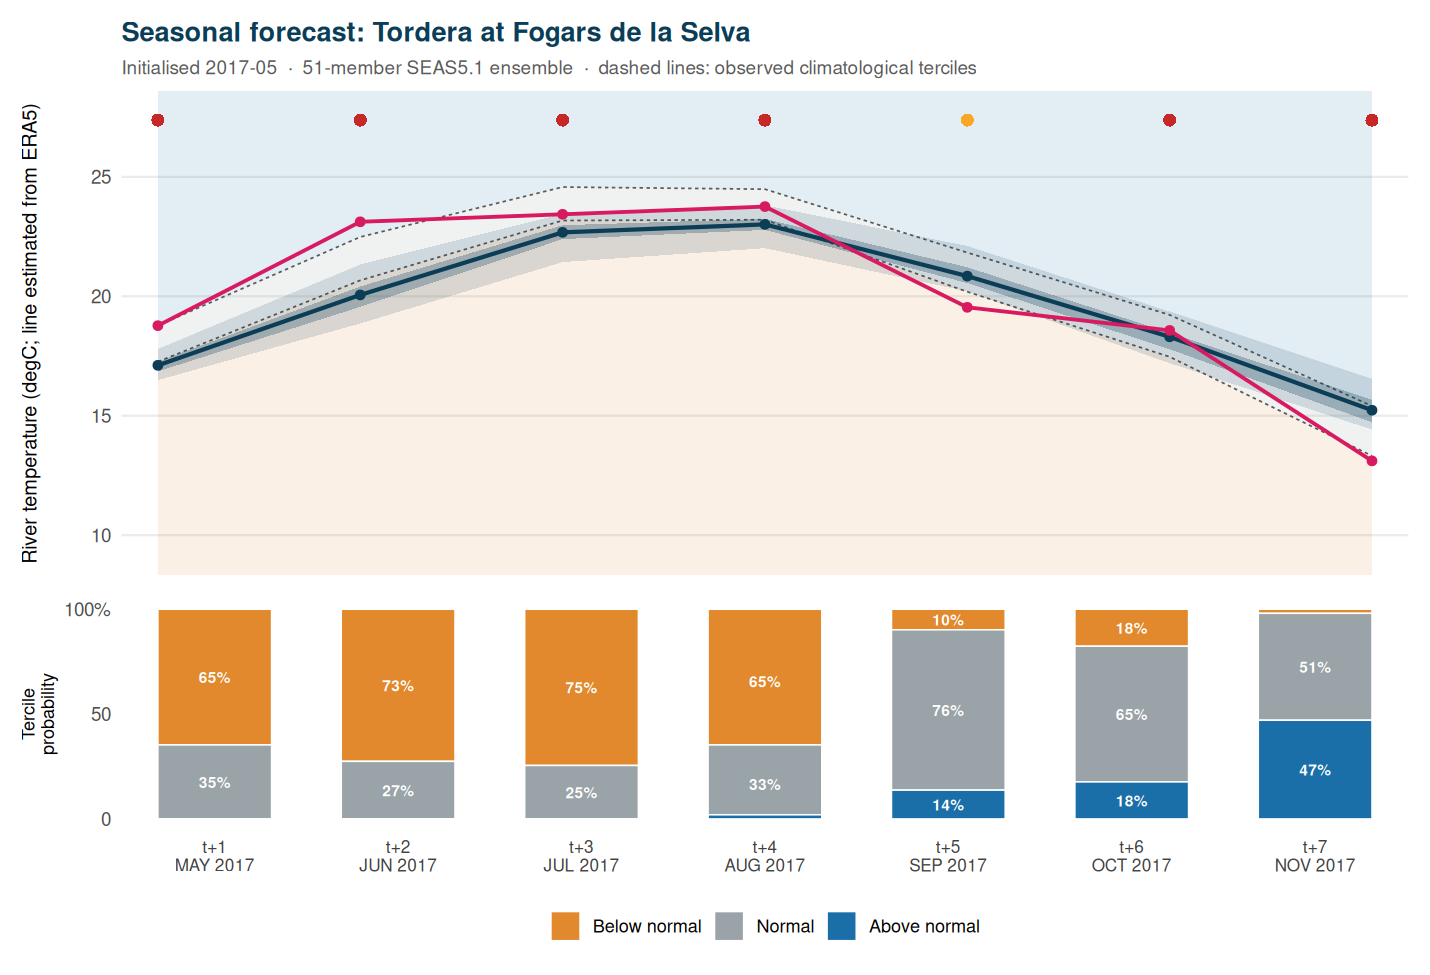 Seasonal forecast: Tordera at Fogars de la Selva
Initialised 2017-05 · 51-member SEAS5.1 ensemble · dashed lines: observed climatological terciles
River temperature (degC; line estimated from ERA5)
25
20
15
10
Tercile
probability
100%
50
0
65%
35%
73%
27%
75%
25%
65%
33%
10%
76%
14%
18%
65%
18%
51%
47%
t+1
MAY 2017
t+2
JUN 2017
t+3
JUL 2017
t+4
AUG 2017
t+5
SEP 2017
t+6
OCT 2017
t+7
NOV 2017
Below normal
Normal
Above normal